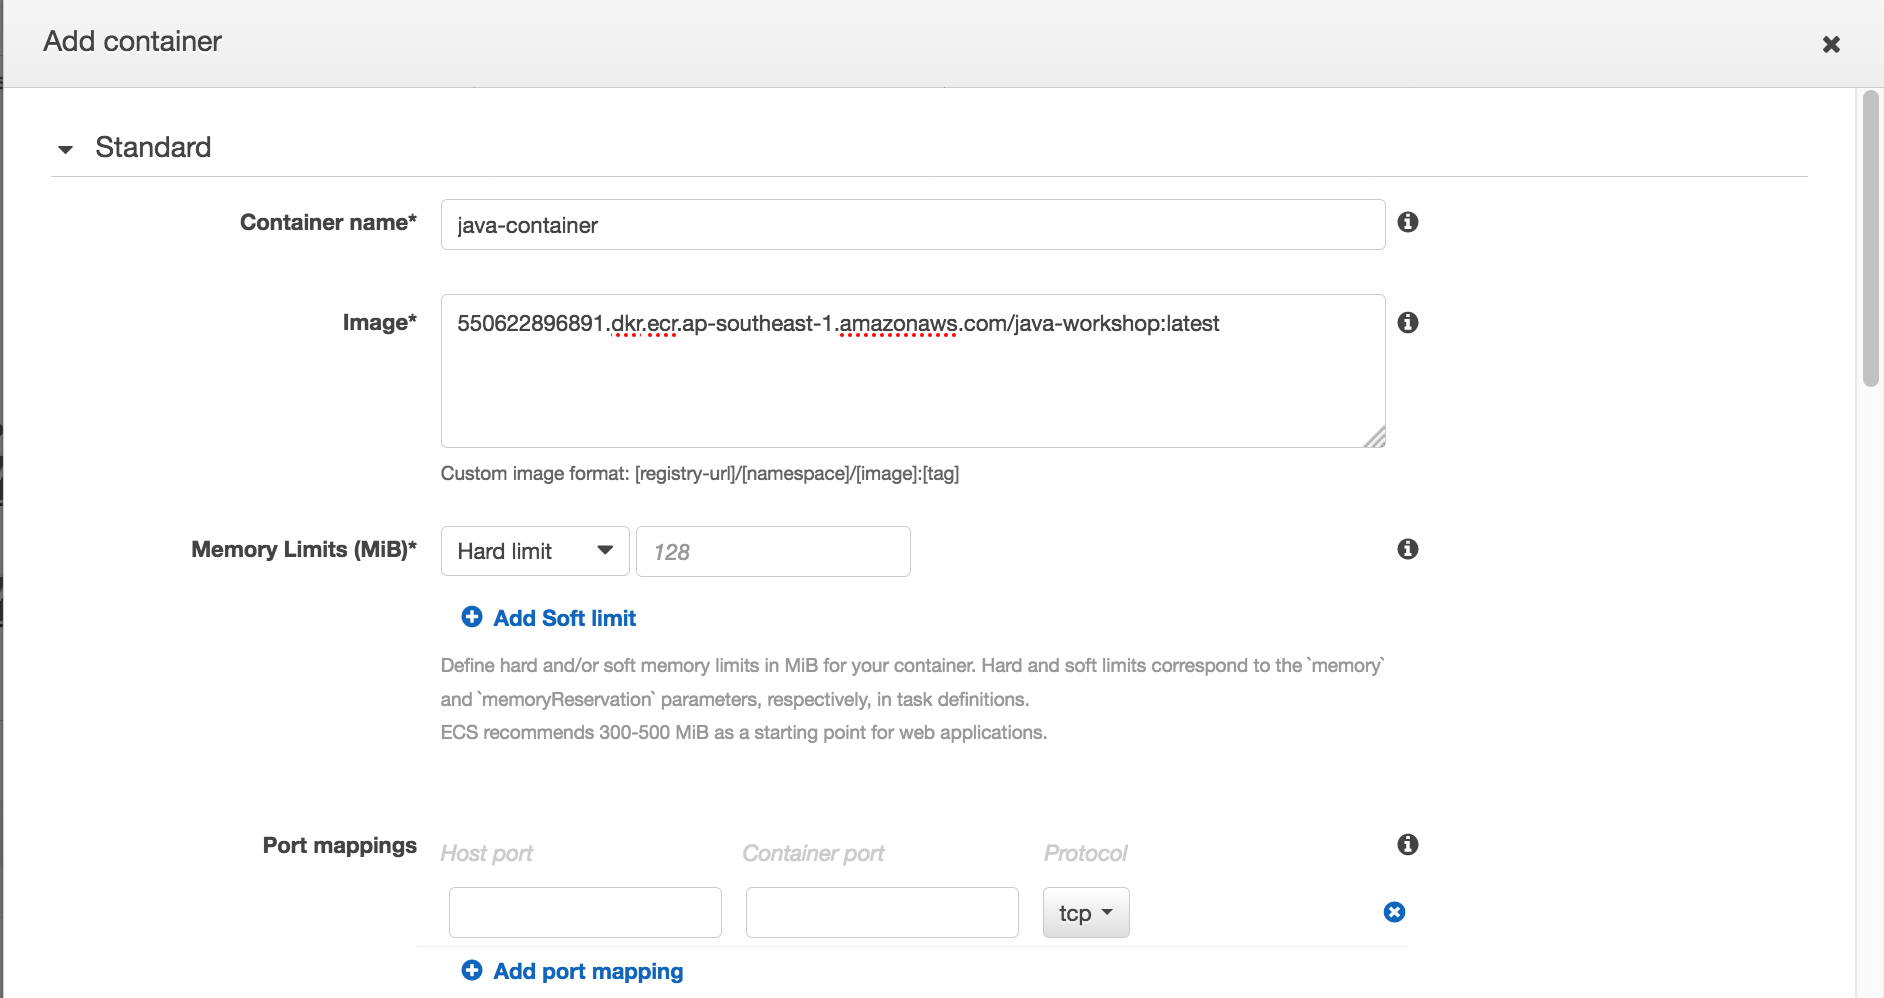 Add container
Standard
Container name*
java-container
Image*
550622896891.dkr.ecr.ap-southeast-1.amazonaws.com/java-workshop:latest
Custom image format: [registry-url]/[namespace]/[image]:[tag]
Memory Limits (MiB)*
Hard limit
128
Add Soft limit
Define hard and/or soft memory limits in MiB for your container. Hard and soft limits correspond to the `memory`
and `memoryReservation` parameters, respectively, in task definitions.
ECS recommends 300-500 MiB as a starting point for web applications.
Port mappings
Host port
Container port
Protocol
tcp
Add port mapping